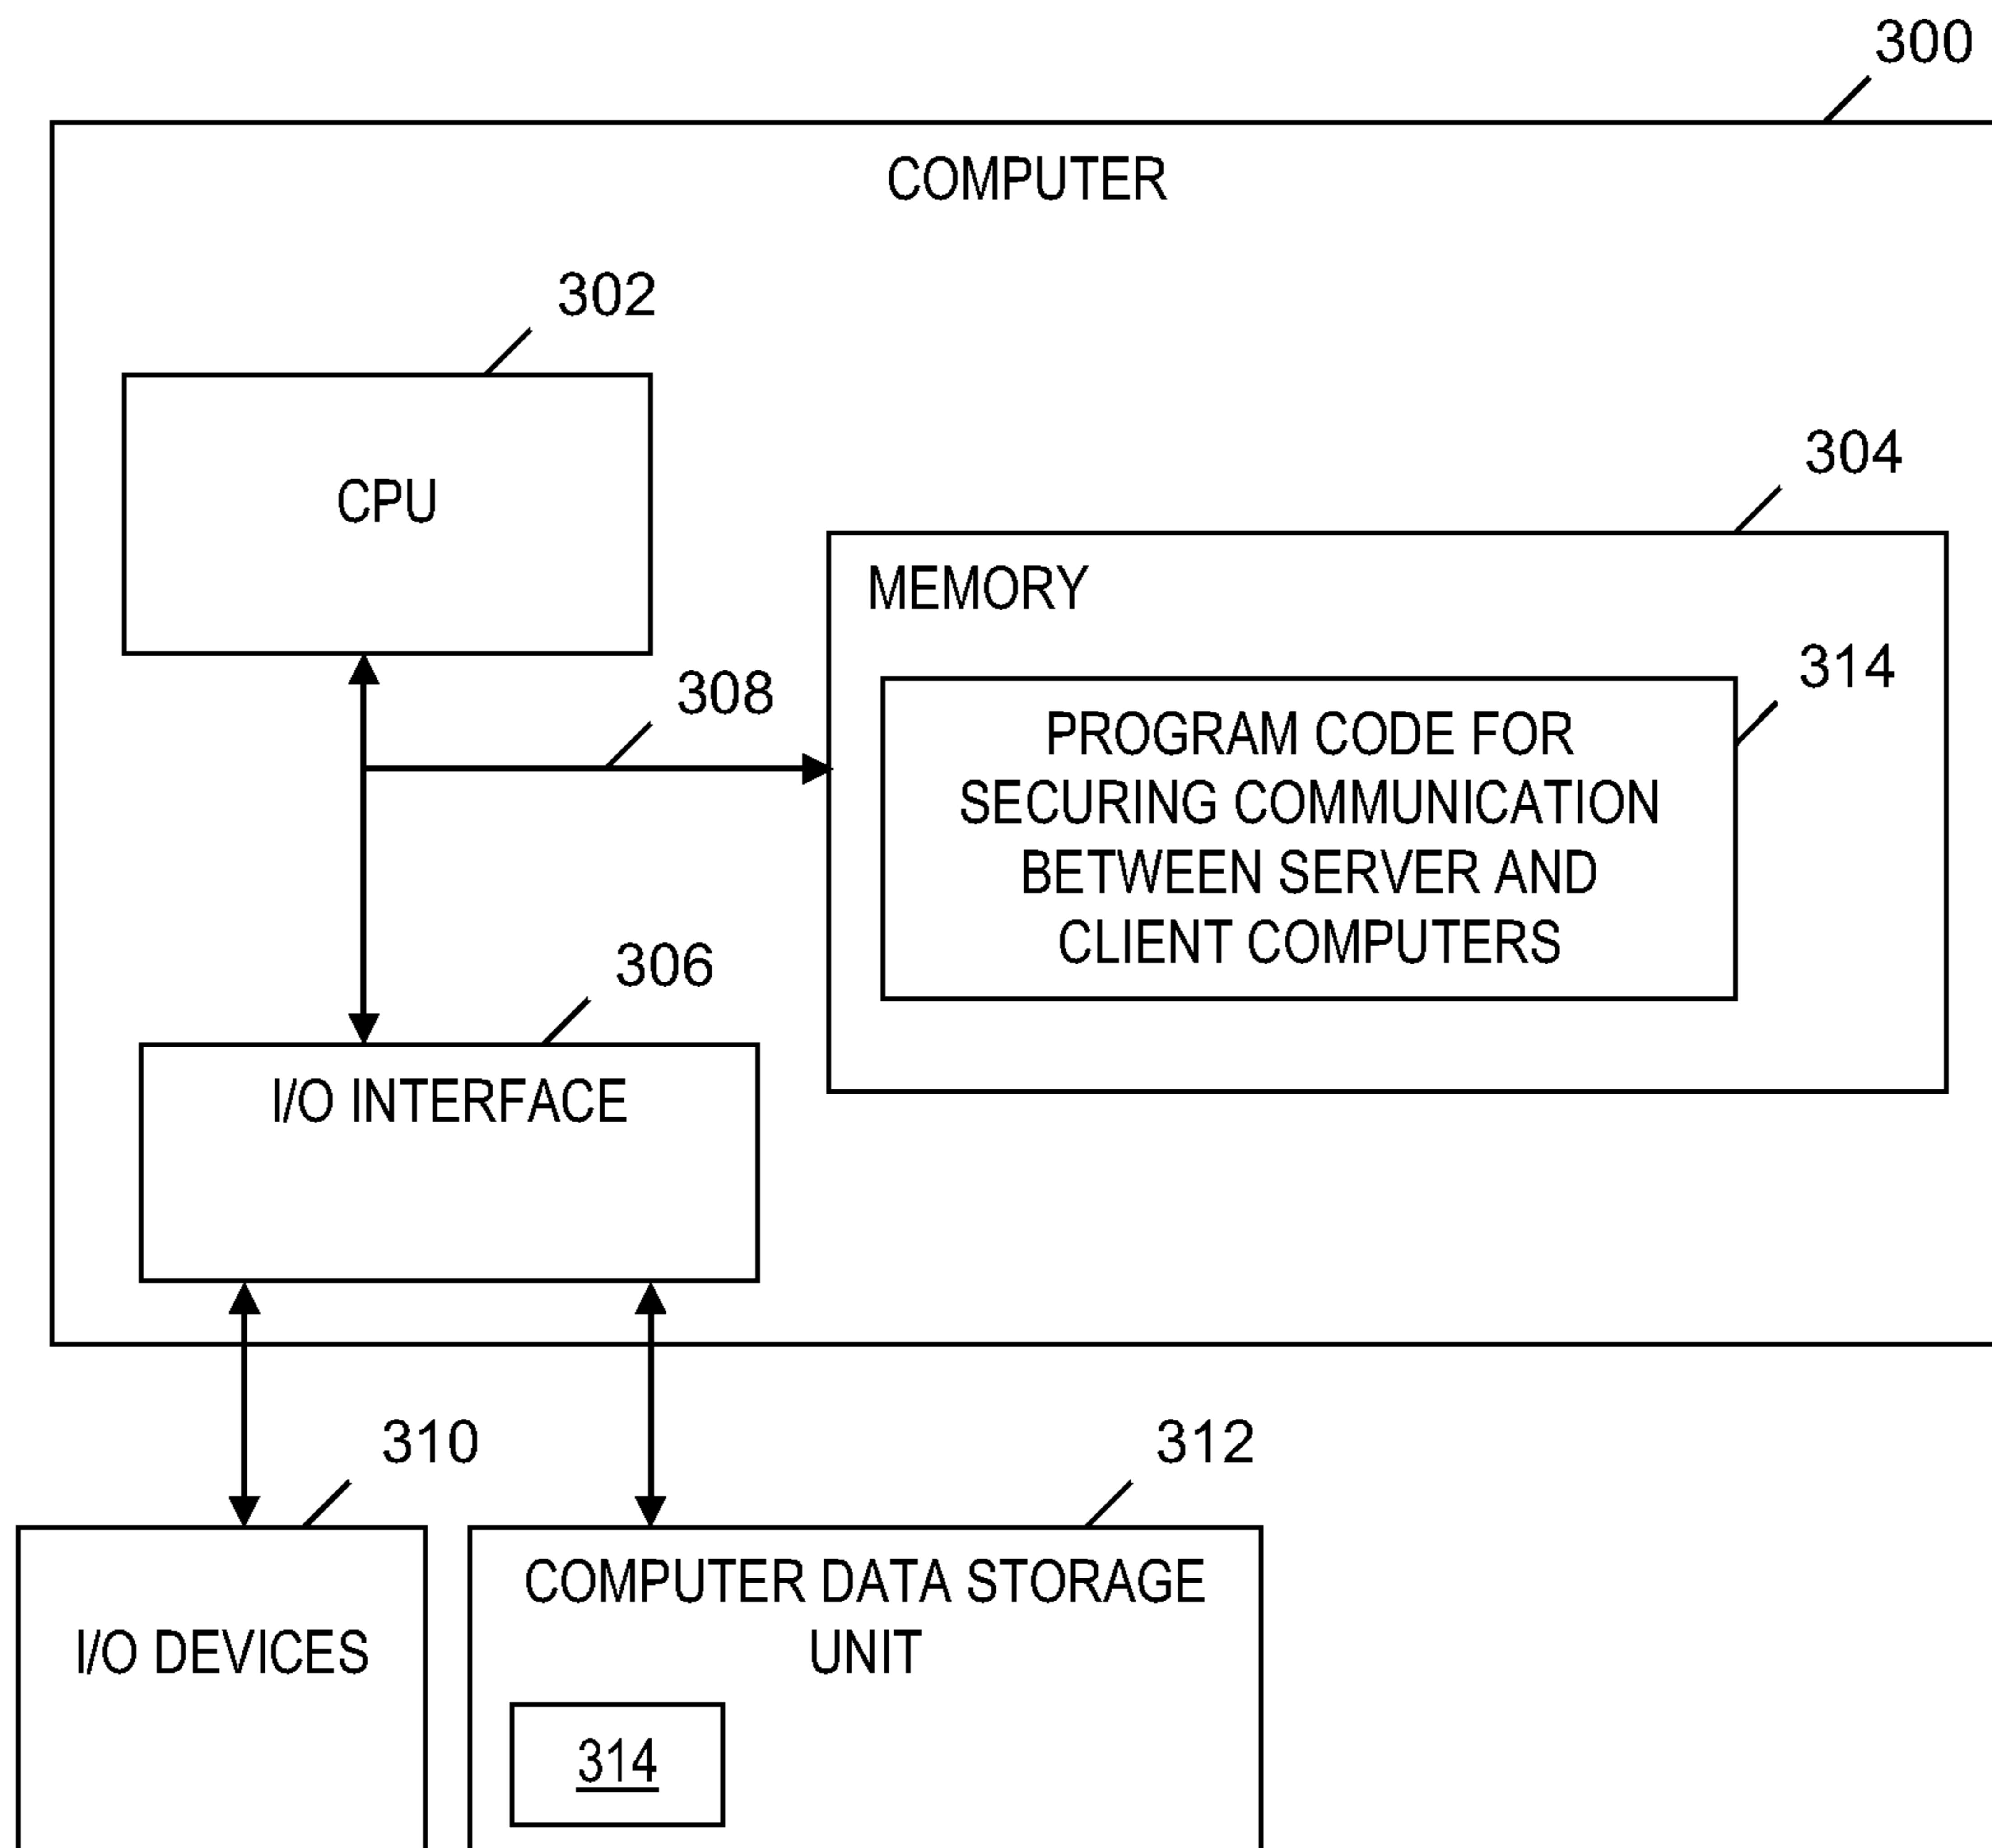 300
COMPUTER
302
CPU
304
MEMORY
314
308
PROGRAM CODE FOR
SECURING COMMUNICATION
BETWEEN SERVER AND
CLIENT COMPUTERS
306
I/O INTERFACE
310
312
COMPUTER DATA STORAGE
UNIT
I/O DEVICES
314